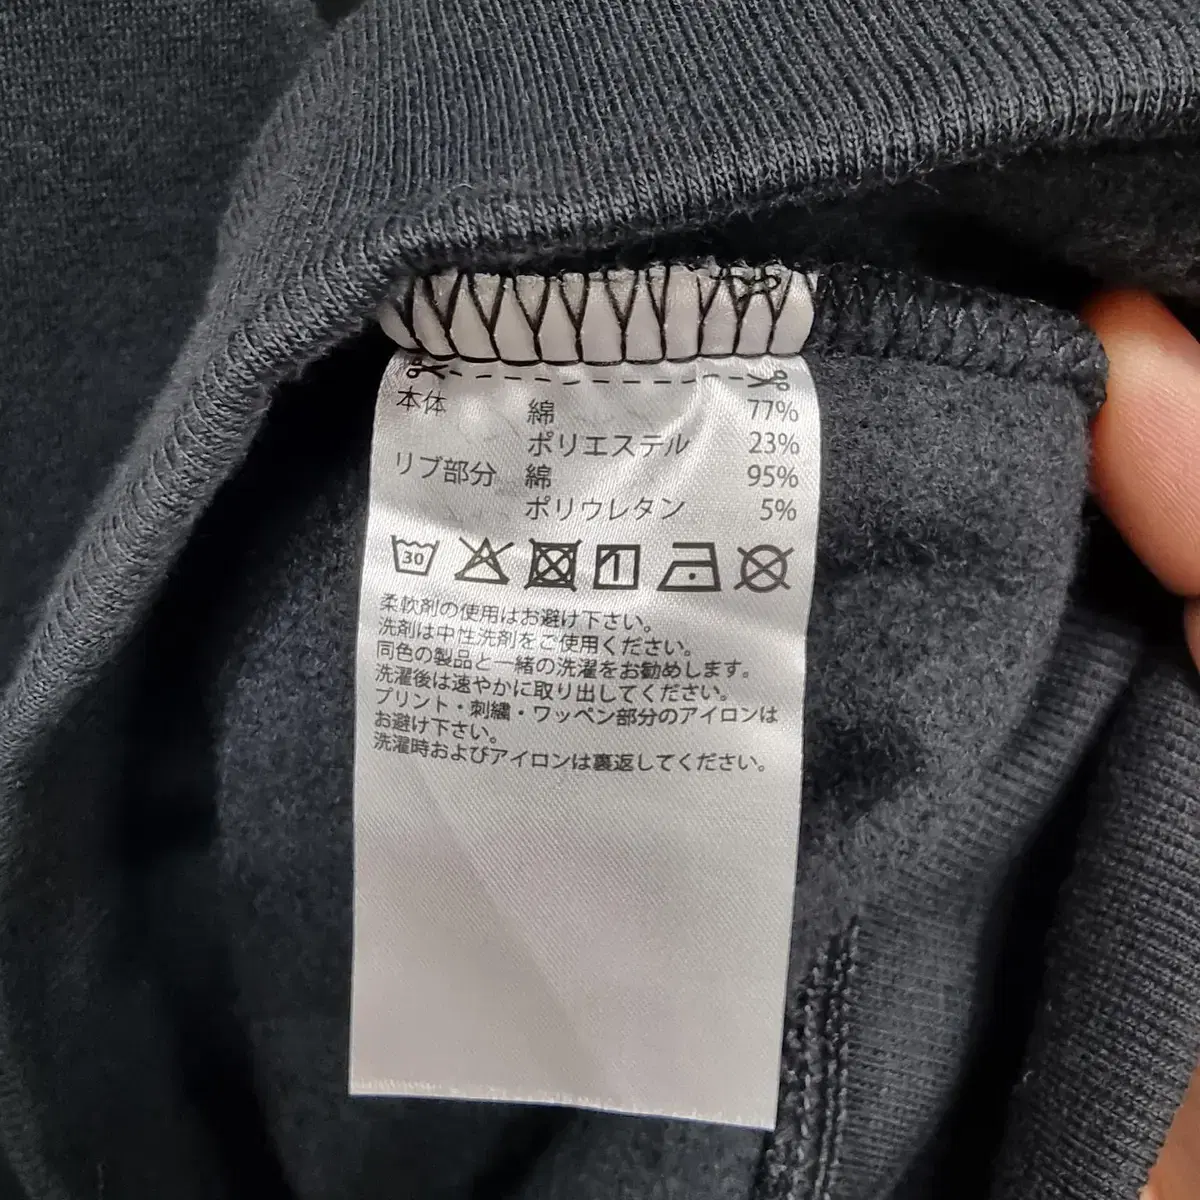 本体 綿 77%
ポリエステル 23%
リブ部分 綿 95%
ポリウレタン 5%
30
柔軟剤の使用はお避け下さい。
洗剤は中性洗剤をご使用ください。
同色の製品と一緒の洗濯をお勧めします。
洗濯後は速やかに取り出してください。
プリント・刺繍・ワッペン部分のアイロンは
お避け下さい。
洗濯時およびアイロンは裏返してください。